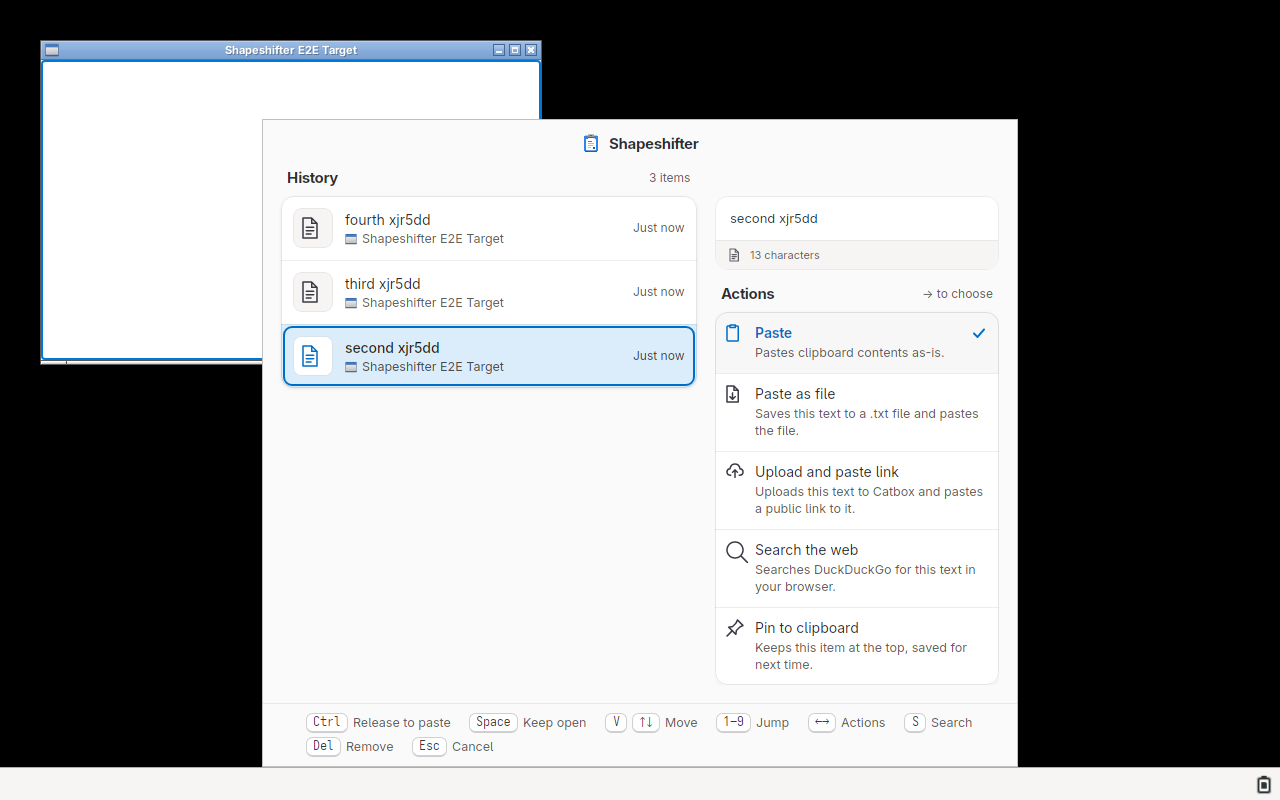 Shapeshifter E2E Target
Shapeshifter
History
3 items
fourth xjr5dd
Shapeshifter E2E Target
Just now
third xjr5dd
Shapeshifter E2E Target
Just now
second xjr5dd
Shapeshifter E2E Target
Just now
second xjr5dd
13 characters
Actions
→ to choose
Paste
Pastes clipboard contents as-is.
Paste as file
Saves this text to a .txt file and pastes
the file.
Upload and paste link
Uploads this text to Catbox and pastes
a public link to it.
Search the web
Searches DuckDuckGo for this text in
your browser.
Pin to clipboard
Keeps this item at the top, saved for
next time.
Ctrl Release to paste Space Keep open V ↑↓ Move 1–9 Jump ↔ Actions S Search
Del Remove Esc Cancel